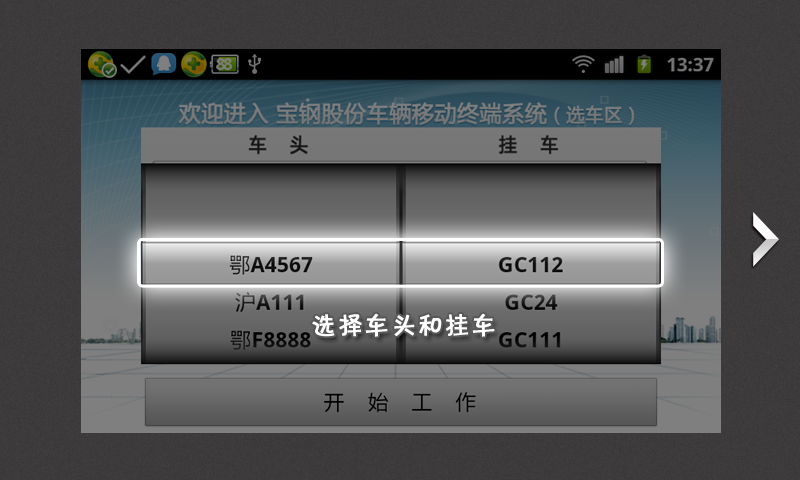 88 13:37
欢迎进入 宝钢股份车辆移动终端系统（选车区）
车 头 挂 车
鄂A4567 GC112
沪A111 GC24
选择车头和挂车
鄂F8888 GC111
开 始 工 作